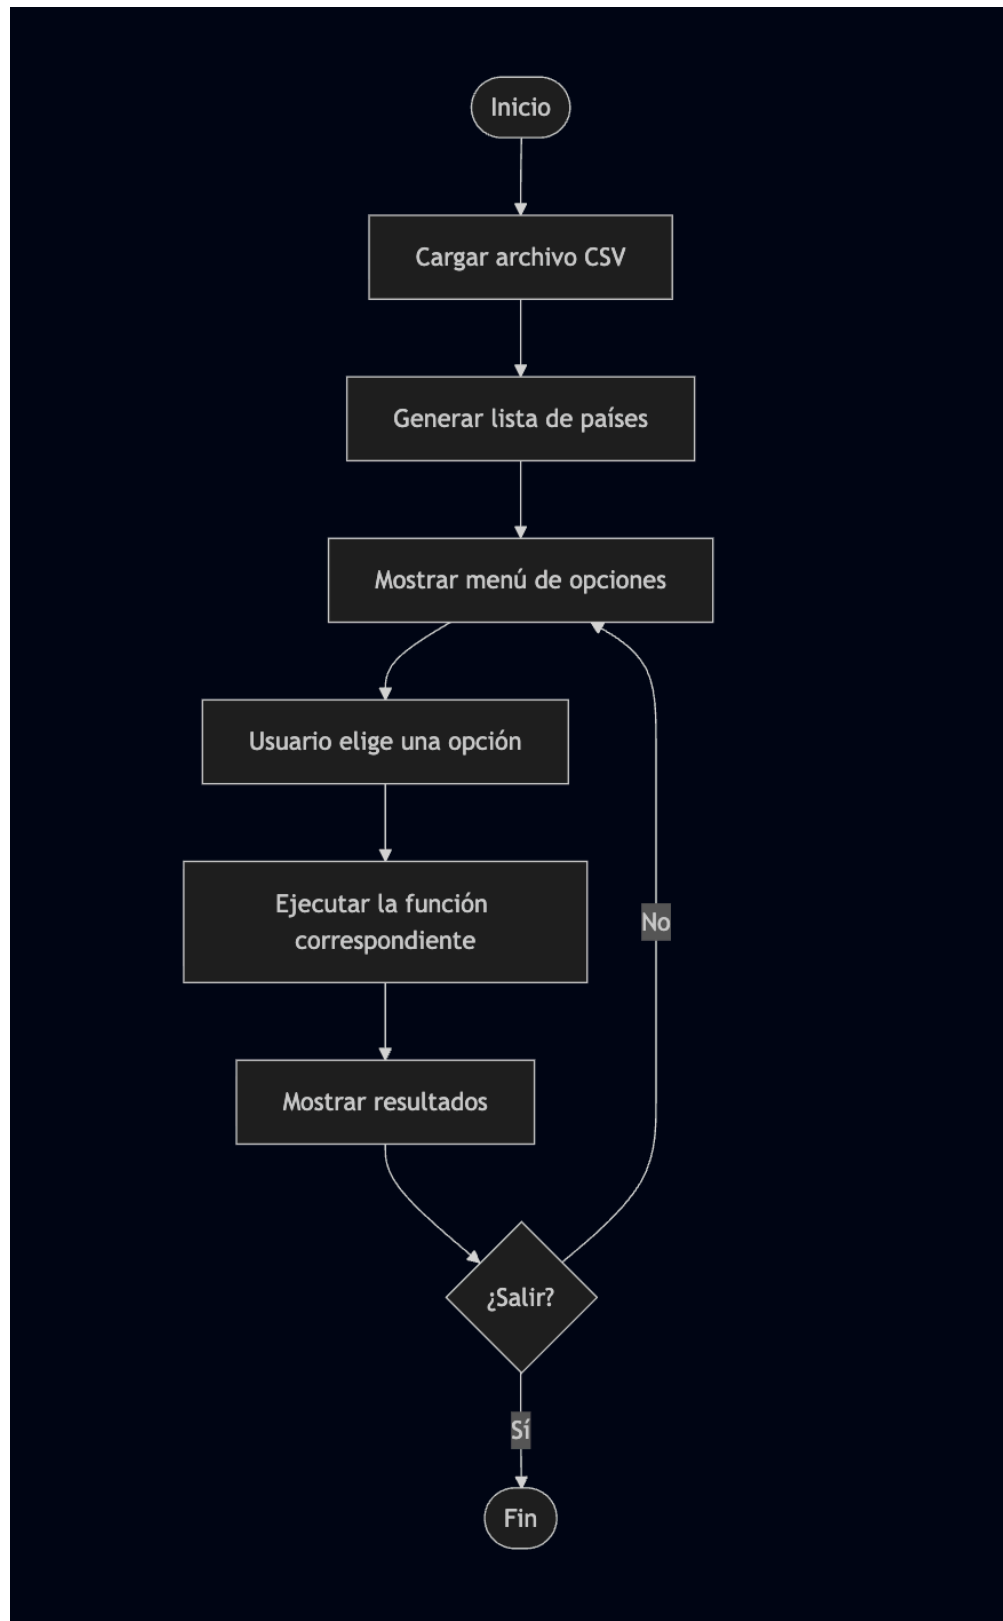 Inicio
Cargar archivo CSV
Generar lista de países
Mostrar menú de opciones
Usuario elige una opción
Ejecutar la función
correspondiente
No
Mostrar resultados
¿Salir?
Sí
Fin